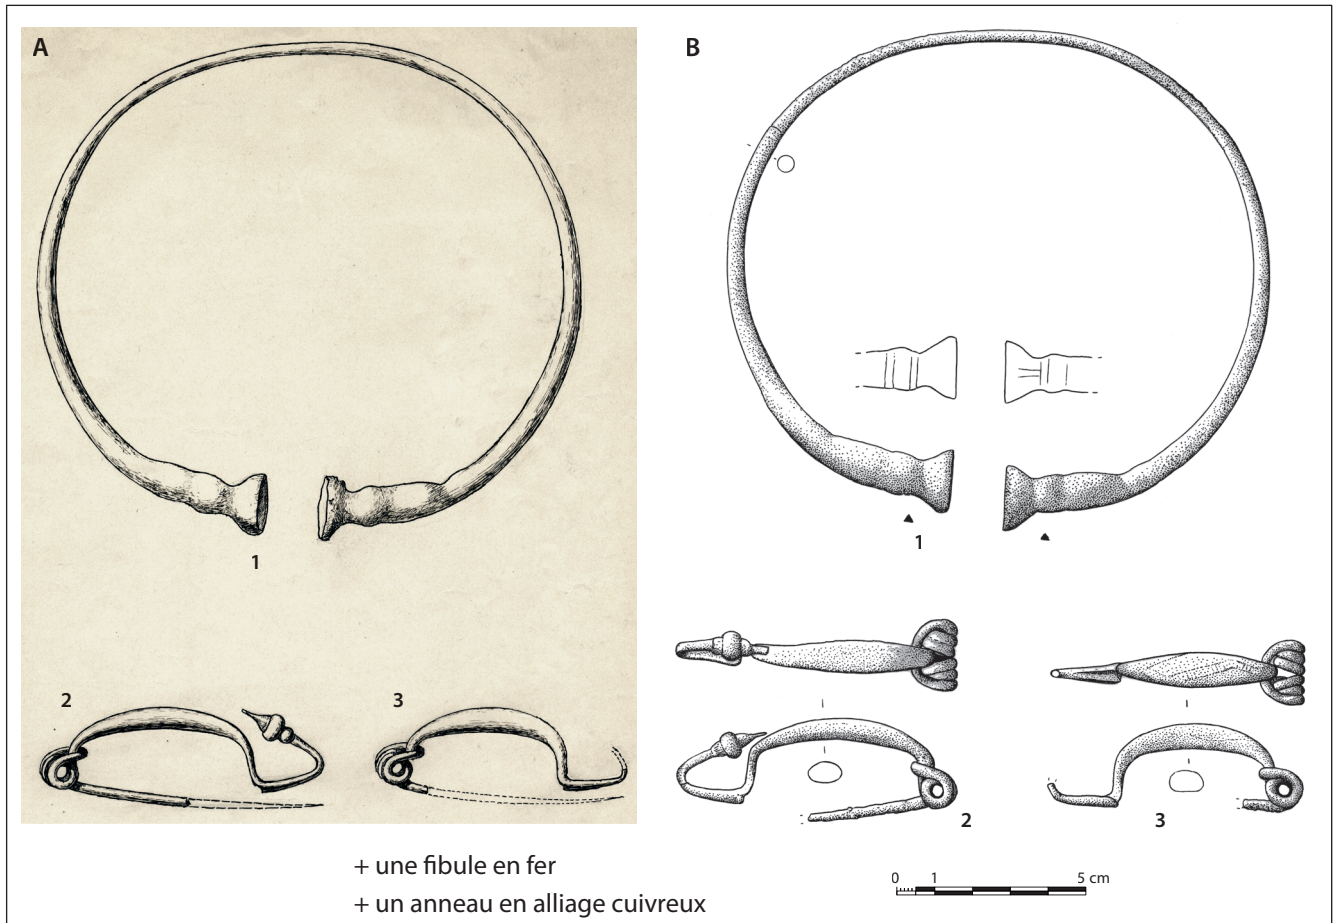 A
B
1
1
2
3
2
3
+ une fibule en fer
+ un anneau en alliage cuivreux
0 1 5 cm